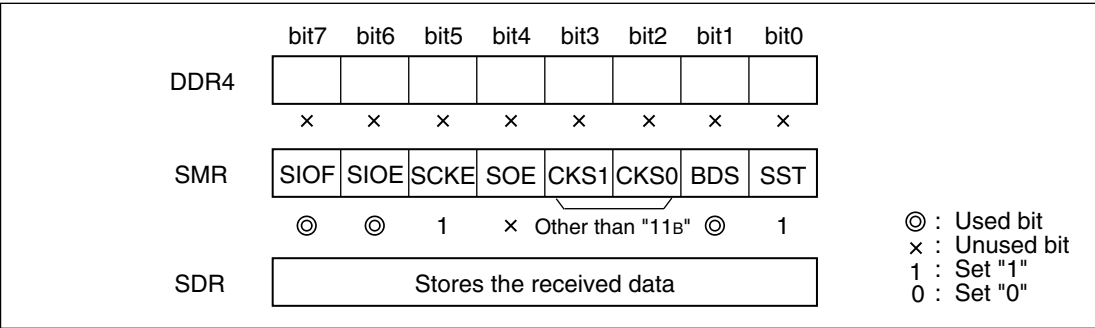 bit7 bit6 bit5 bit4 bit3 bit2 bit1 bit0
DDR4
× × × × × × × ×
SMR SIOF SIOE SCKE SOE CKS1 CKS0 BDS SST
◎ ◎ 1 × Other than "11B" ◎ 1
SDR Stores the received data
◎ : Used bit
× : Unused bit
1 : Set "1"
0 : Set "0"